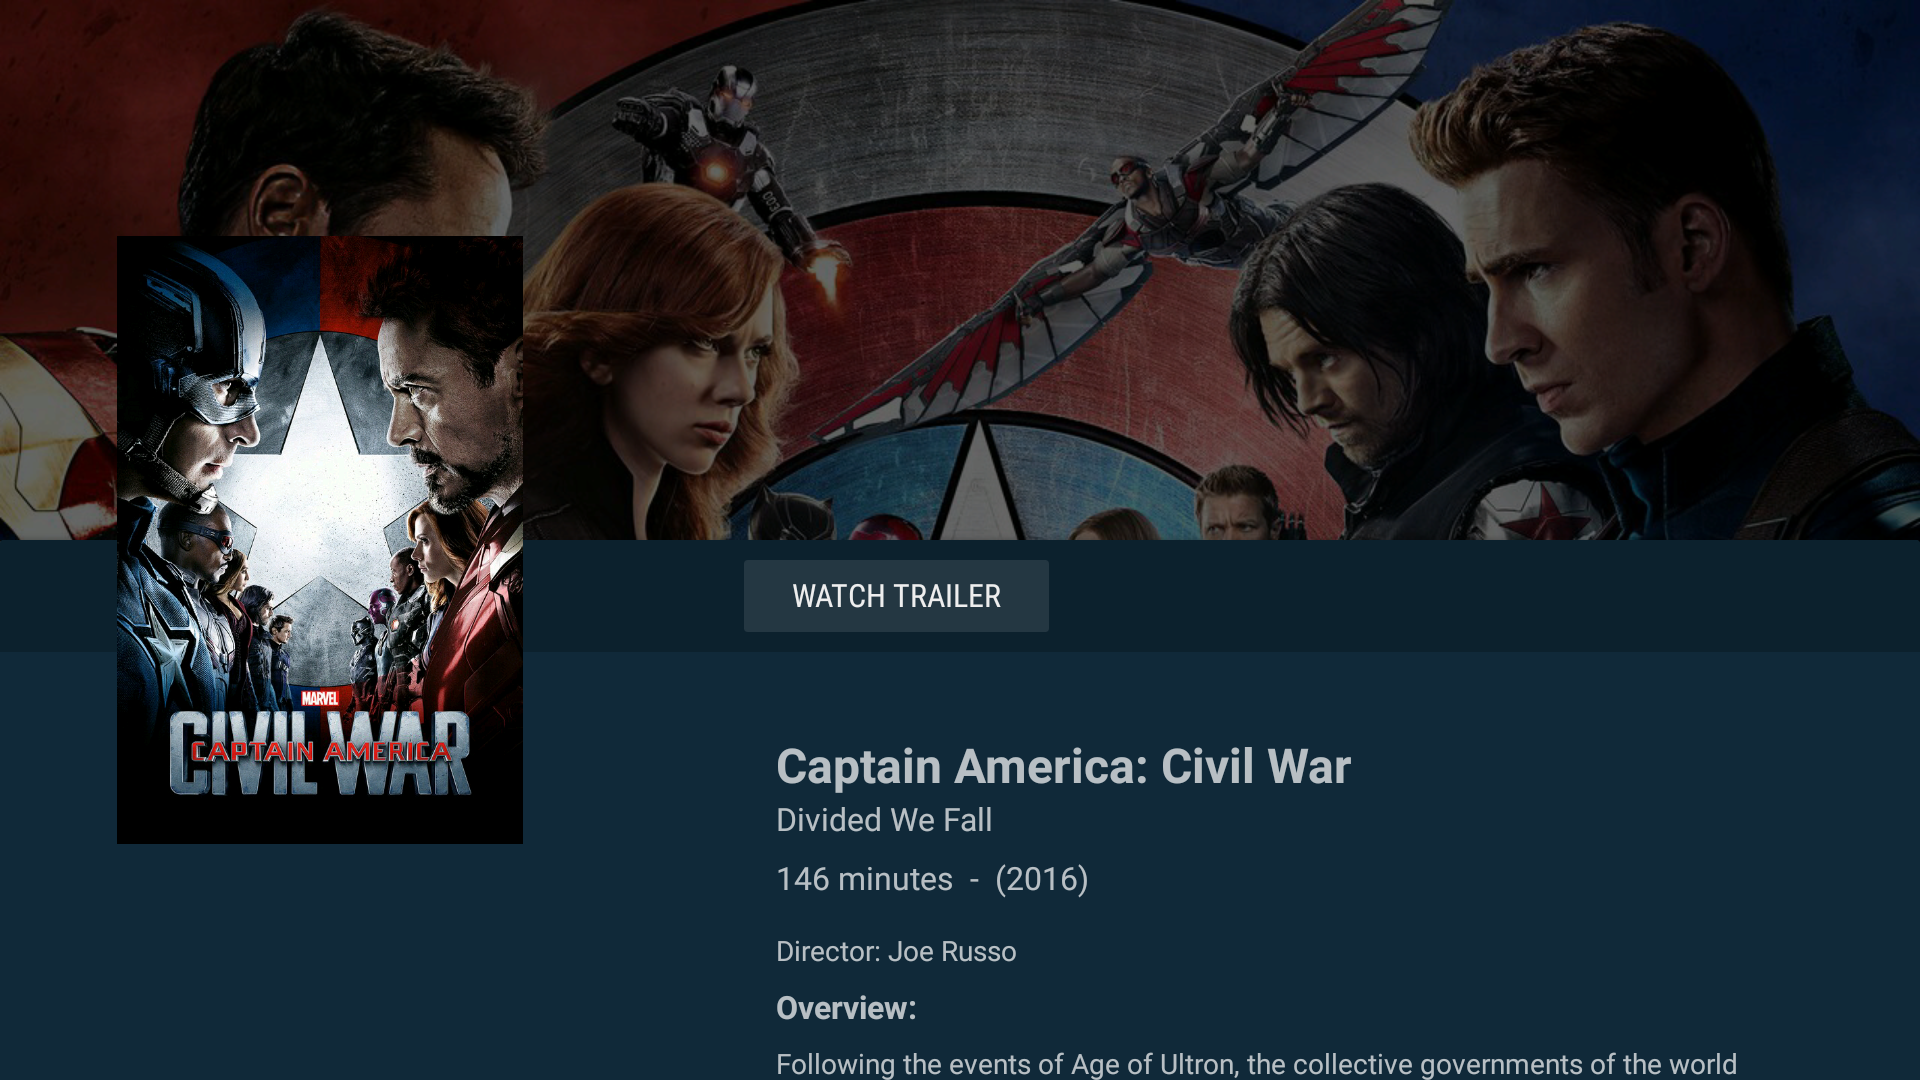 003
WATCH TRAILER
MARVEL
CIVIL WAR
CAPTAIN AMERICA
Captain America: Civil War
Divided We Fall
146 minutes - (2016)
Director: Joe Russo
Overview:
Following the events of Age of Ultron, the collective governments of the world